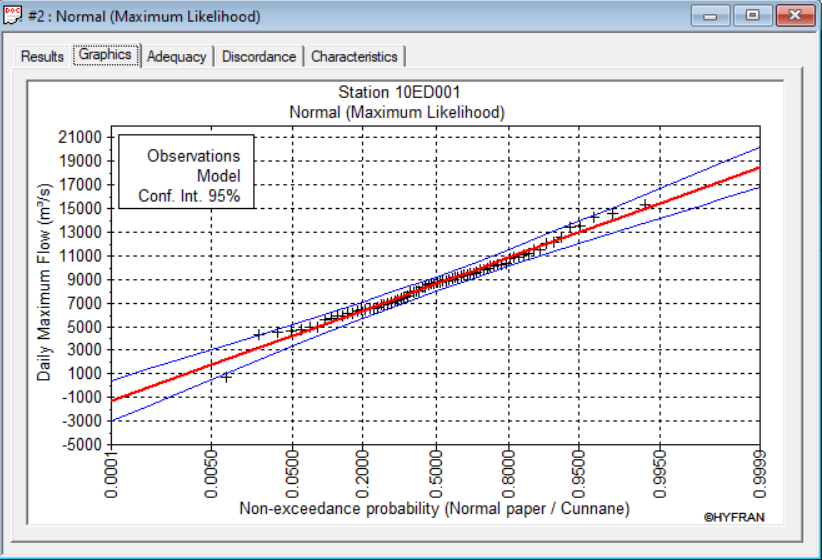 DOC
#2 : Normal (Maximum Likelihood)
Results Graphics Adequacy Discordance Characteristics
Station 10ED001
Normal (Maximum Likelihood)
Observations
Model
Conf. Int. 95%
Daily Maximum Flow (m³/s)
21000
19000
17000
15000
13000
11000
9000
7000
5000
3000
1000
-1000
-3000
-5000
0.0001 0.0050 0.0500 0.2000 0.5000 0.8000 0.9500 0.9950 0.9999
Non-exceedance probability (Normal paper / Cunnane)
©HYFRAN